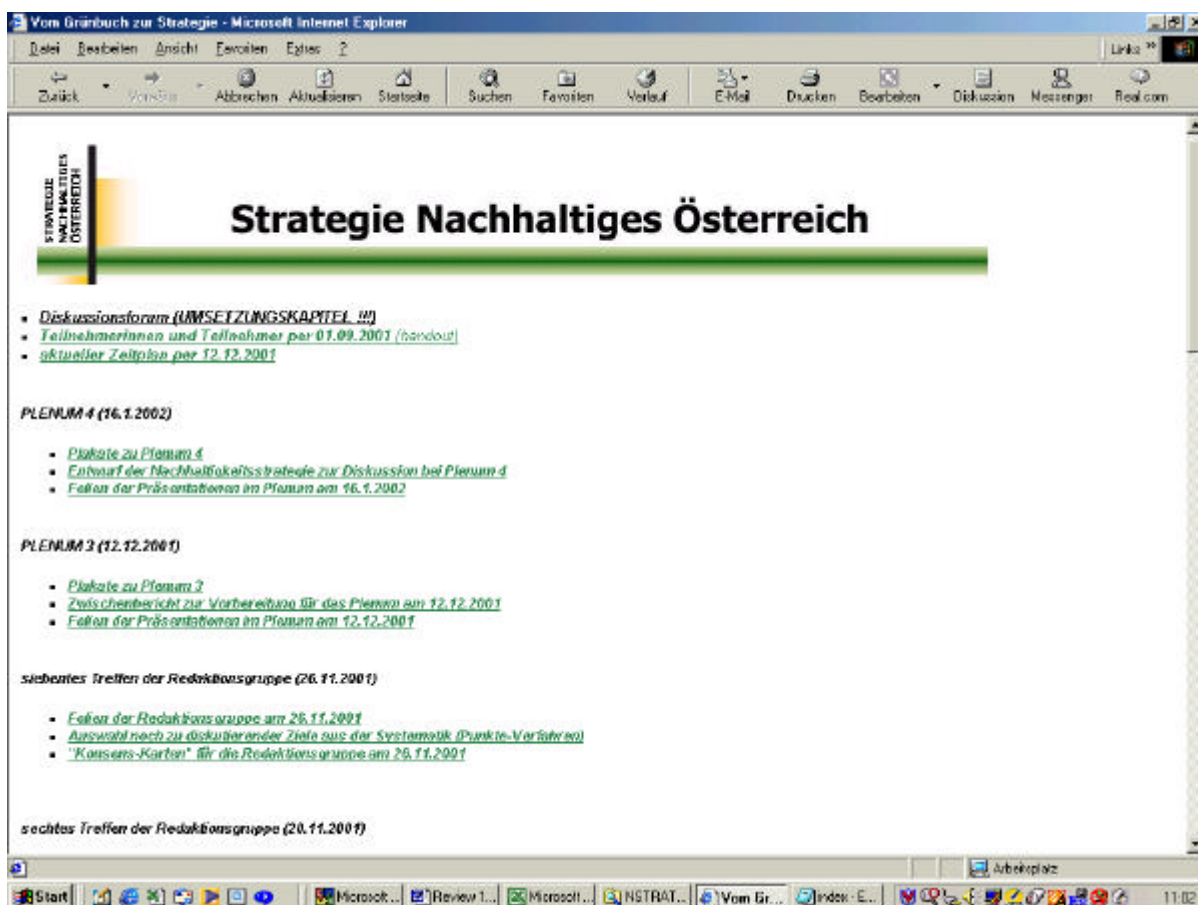 Vom Grünbuch zur Strategie - Microsoft Internet Explorer
Datei Bearbeiten Ansicht Favoriten Extras ? Links »
Zurück Vorwärts Abbrechen Aktualisieren Startseite Suchen Favoriten Verlauf E-Mail Drucken Bearbeiten Diskussion Messenger Real.com
STRATEGIE
NACHHALTIGES
ÖSTERREICH
Strategie Nachhaltiges Österreich
Diskussionsforum (UMSETZUNGSKAPITEL !!!)
Teilnehmerinnen und Teilnehmer per 01.09.2001 (handout)
aktueller Zeitplan per 12.12.2001
PLENUM 4 (16.1.2002)
Plakate zu Plenum 4
Entwurf der Nachhaltigkeitsstrategie zur Diskussion bei Plenum 4
Folien der Präsentationen im Plenum am 16.1.2002
PLENUM 3 (12.12.2001)
Plakate zu Plenum 3
Zwischenbericht zur Vorbereitung für das Plenum am 12.12.2001
Folien der Präsentationen im Plenum am 12.12.2001
siebentes Treffen der Redaktionsgruppe (26.11.2001)
Folien der Redaktionsgruppe am 26.11.2001
Auswahl noch zu diskutierender Ziele aus der Systematik (Punkte-Verfahren)
"Konsens-Karten" für die Redaktionsgruppe am 26.11.2001
sechtes Treffen der Redaktionsgruppe (20.11.2001)
Arbeitsplatz
Start Microsoft ... Review 1... Microsoft ... NSTRAT... Vom Gr... index - E... 11:02